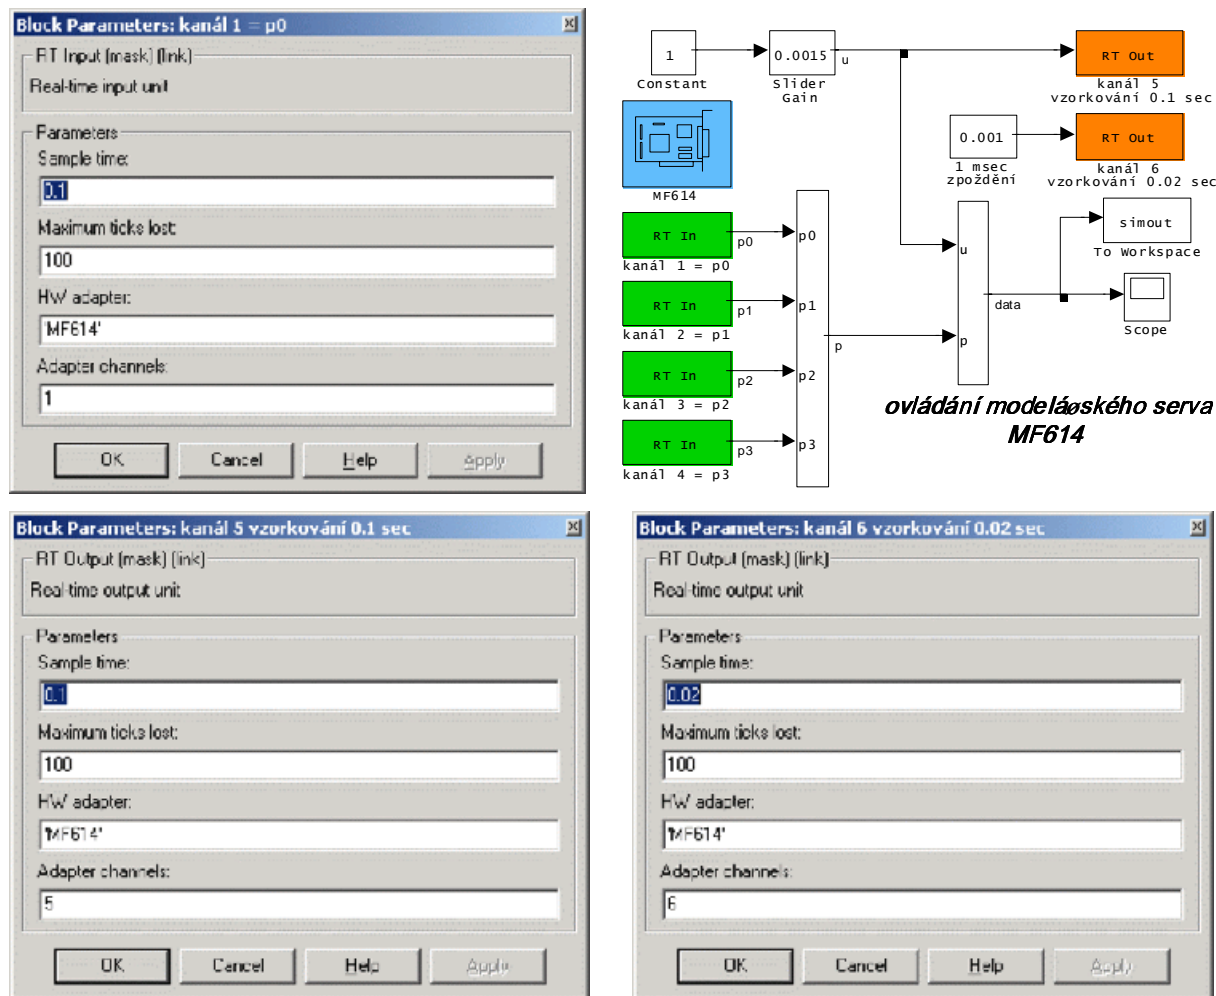 Block Parameters: kanál 1 = p0
RT Input (mask) (link)
Real-time input unit
Parameters
Sample time:
0.1
Maximum ticks lost:
100
HW adapter:
'MF614'
Adapter channels:
1
OK Cancel Help Apply
1
Constant
0.0015
Slider
Gain
u
RT Out
kanál 5
vzorkování 0.1 sec
MF614
0.001
1 msec
zpoždění
RT Out
kanál 6
vzorkování 0.02 sec
RT In
kanál 1 = p0
p0
p0
RT In
kanál 2 = p1
p1
p1
RT In
kanál 3 = p2
p2
p2
RT In
kanál 4 = p3
p3
p3
p
u
p
data
simout
To Workspace
Scope
ovládání modeláøského serva
MF614
Block Parameters: kanál 5 vzorkování 0.1 sec
RT Output (mask) (link)
Real-time output unit
Parameters
Sample time:
0.1
Maximum ticks lost:
100
HW adapter:
'MF614'
Adapter channels:
5
OK Cancel Help Apply
Block Parameters: kanál 6 vzorkování 0.02 sec
RT Output (mask) (link)
Real-time output unit
Parameters
Sample time:
0.02
Maximum ticks lost:
100
HW adapter:
'MF614'
Adapter channels:
6
OK Cancel Help Apply